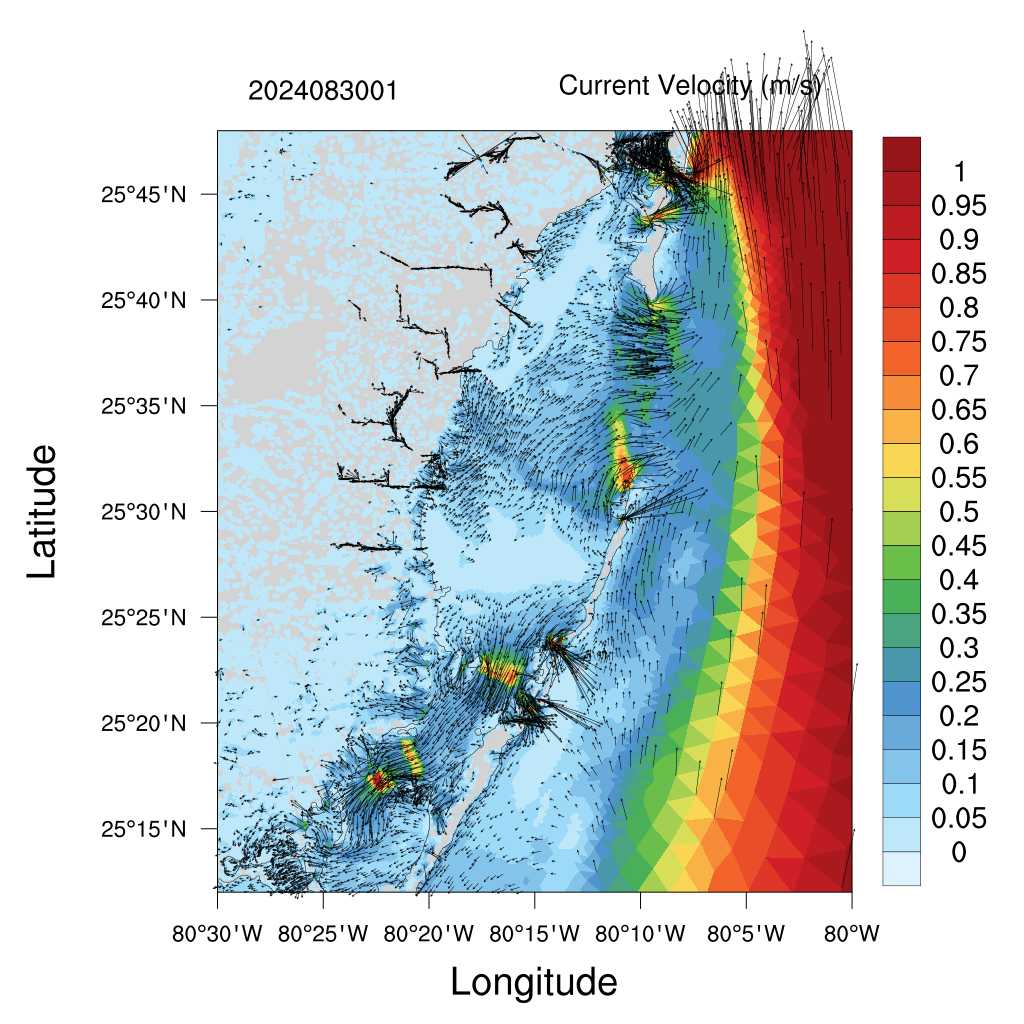 2024083001
Current Velocity (m/s)
25°45'N
25°40'N
25°35'N
25°30'N
25°25'N
25°20'N
25°15'N
Latitude
80°30'W 80°25'W 80°20'W 80°15'W 80°10'W 80°5'W 80°W
Longitude
1
0.95
0.9
0.85
0.8
0.75
0.7
0.65
0.6
0.55
0.5
0.45
0.4
0.35
0.3
0.25
0.2
0.15
0.1
0.05
0